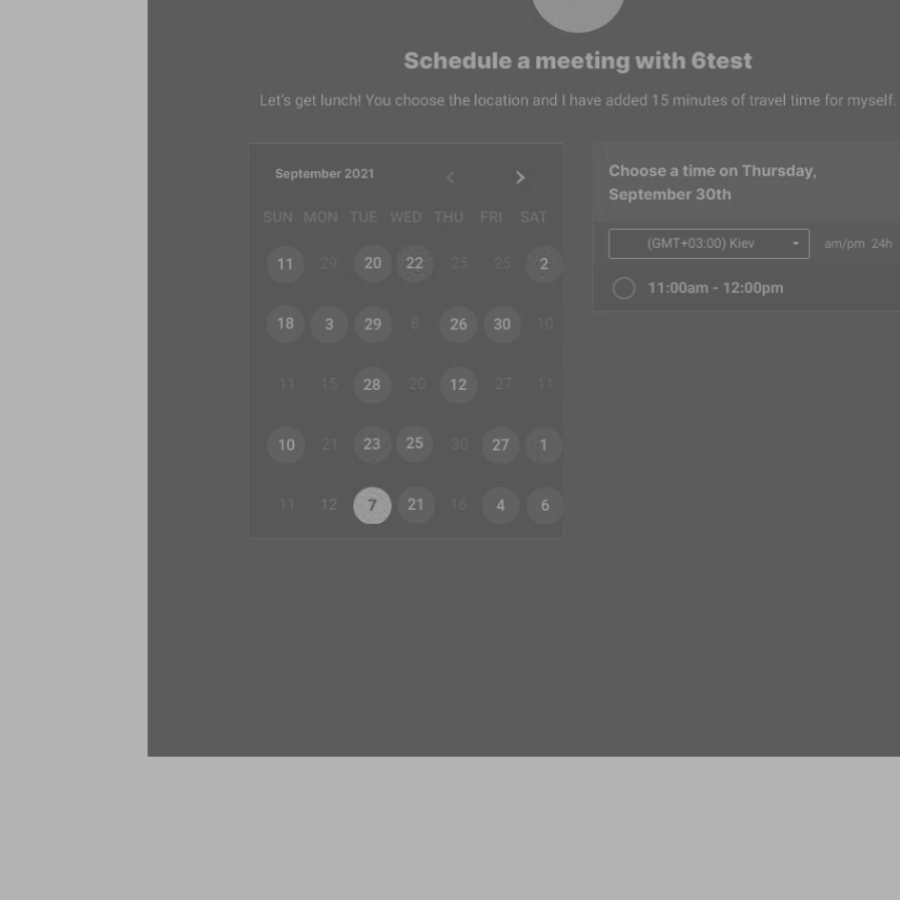 Schedule a meeting with 6test
Let's get lunch! You choose the location and I have added 15 minutes of travel time for myself.
September 2021
SUN MON TUE WED THU FRI SAT
11 29 20 22 25 25 2
18 3 29 8 26 30 10
11 15 28 20 12 27 11
10 21 23 25 30 27 1
11 12 7 21 16 4 6
Choose a time on Thursday,
September 30th
(GMT+03:00) Kiev am/pm 24h
11:00am - 12:00pm